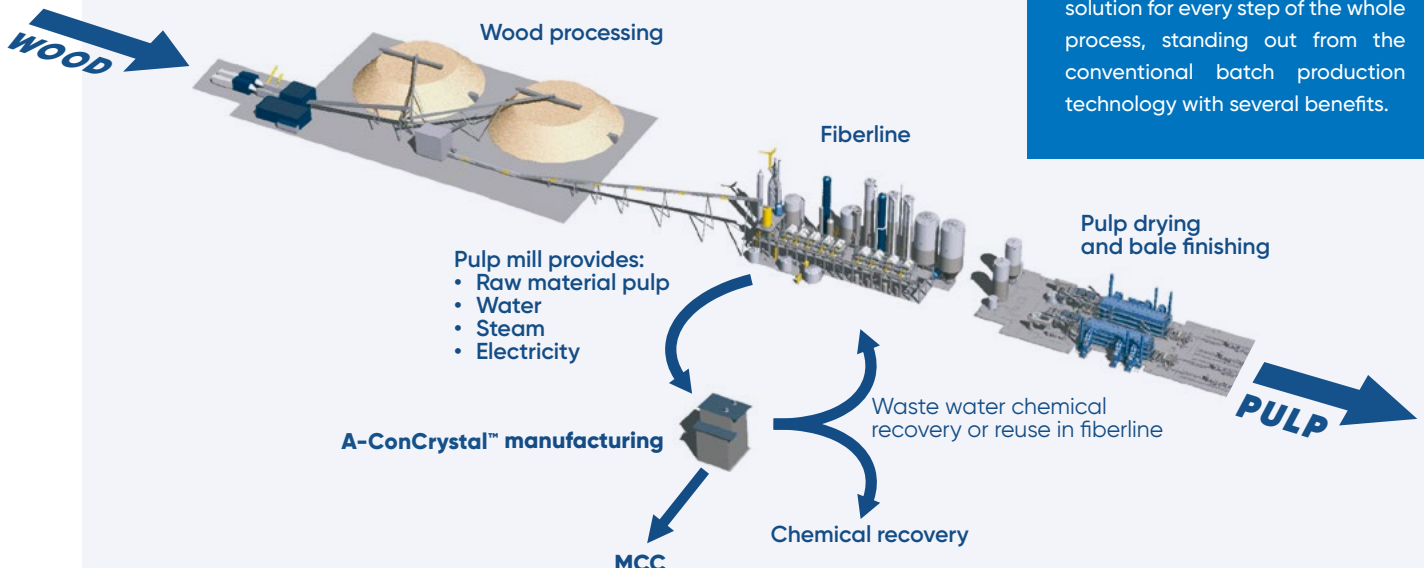 WOOD
Wood processing
solution for every step of the whole
process, standing out from the
conventional batch production
technology with several benefits.
Fiberline
Pulp drying
and bale finishing
Pulp mill provides:
• Raw material pulp
• Water
• Steam
• Electricity
PULP
Waste water chemical
recovery or reuse in fiberline
A-ConCrystal™ manufacturing
Chemical recovery
MCC